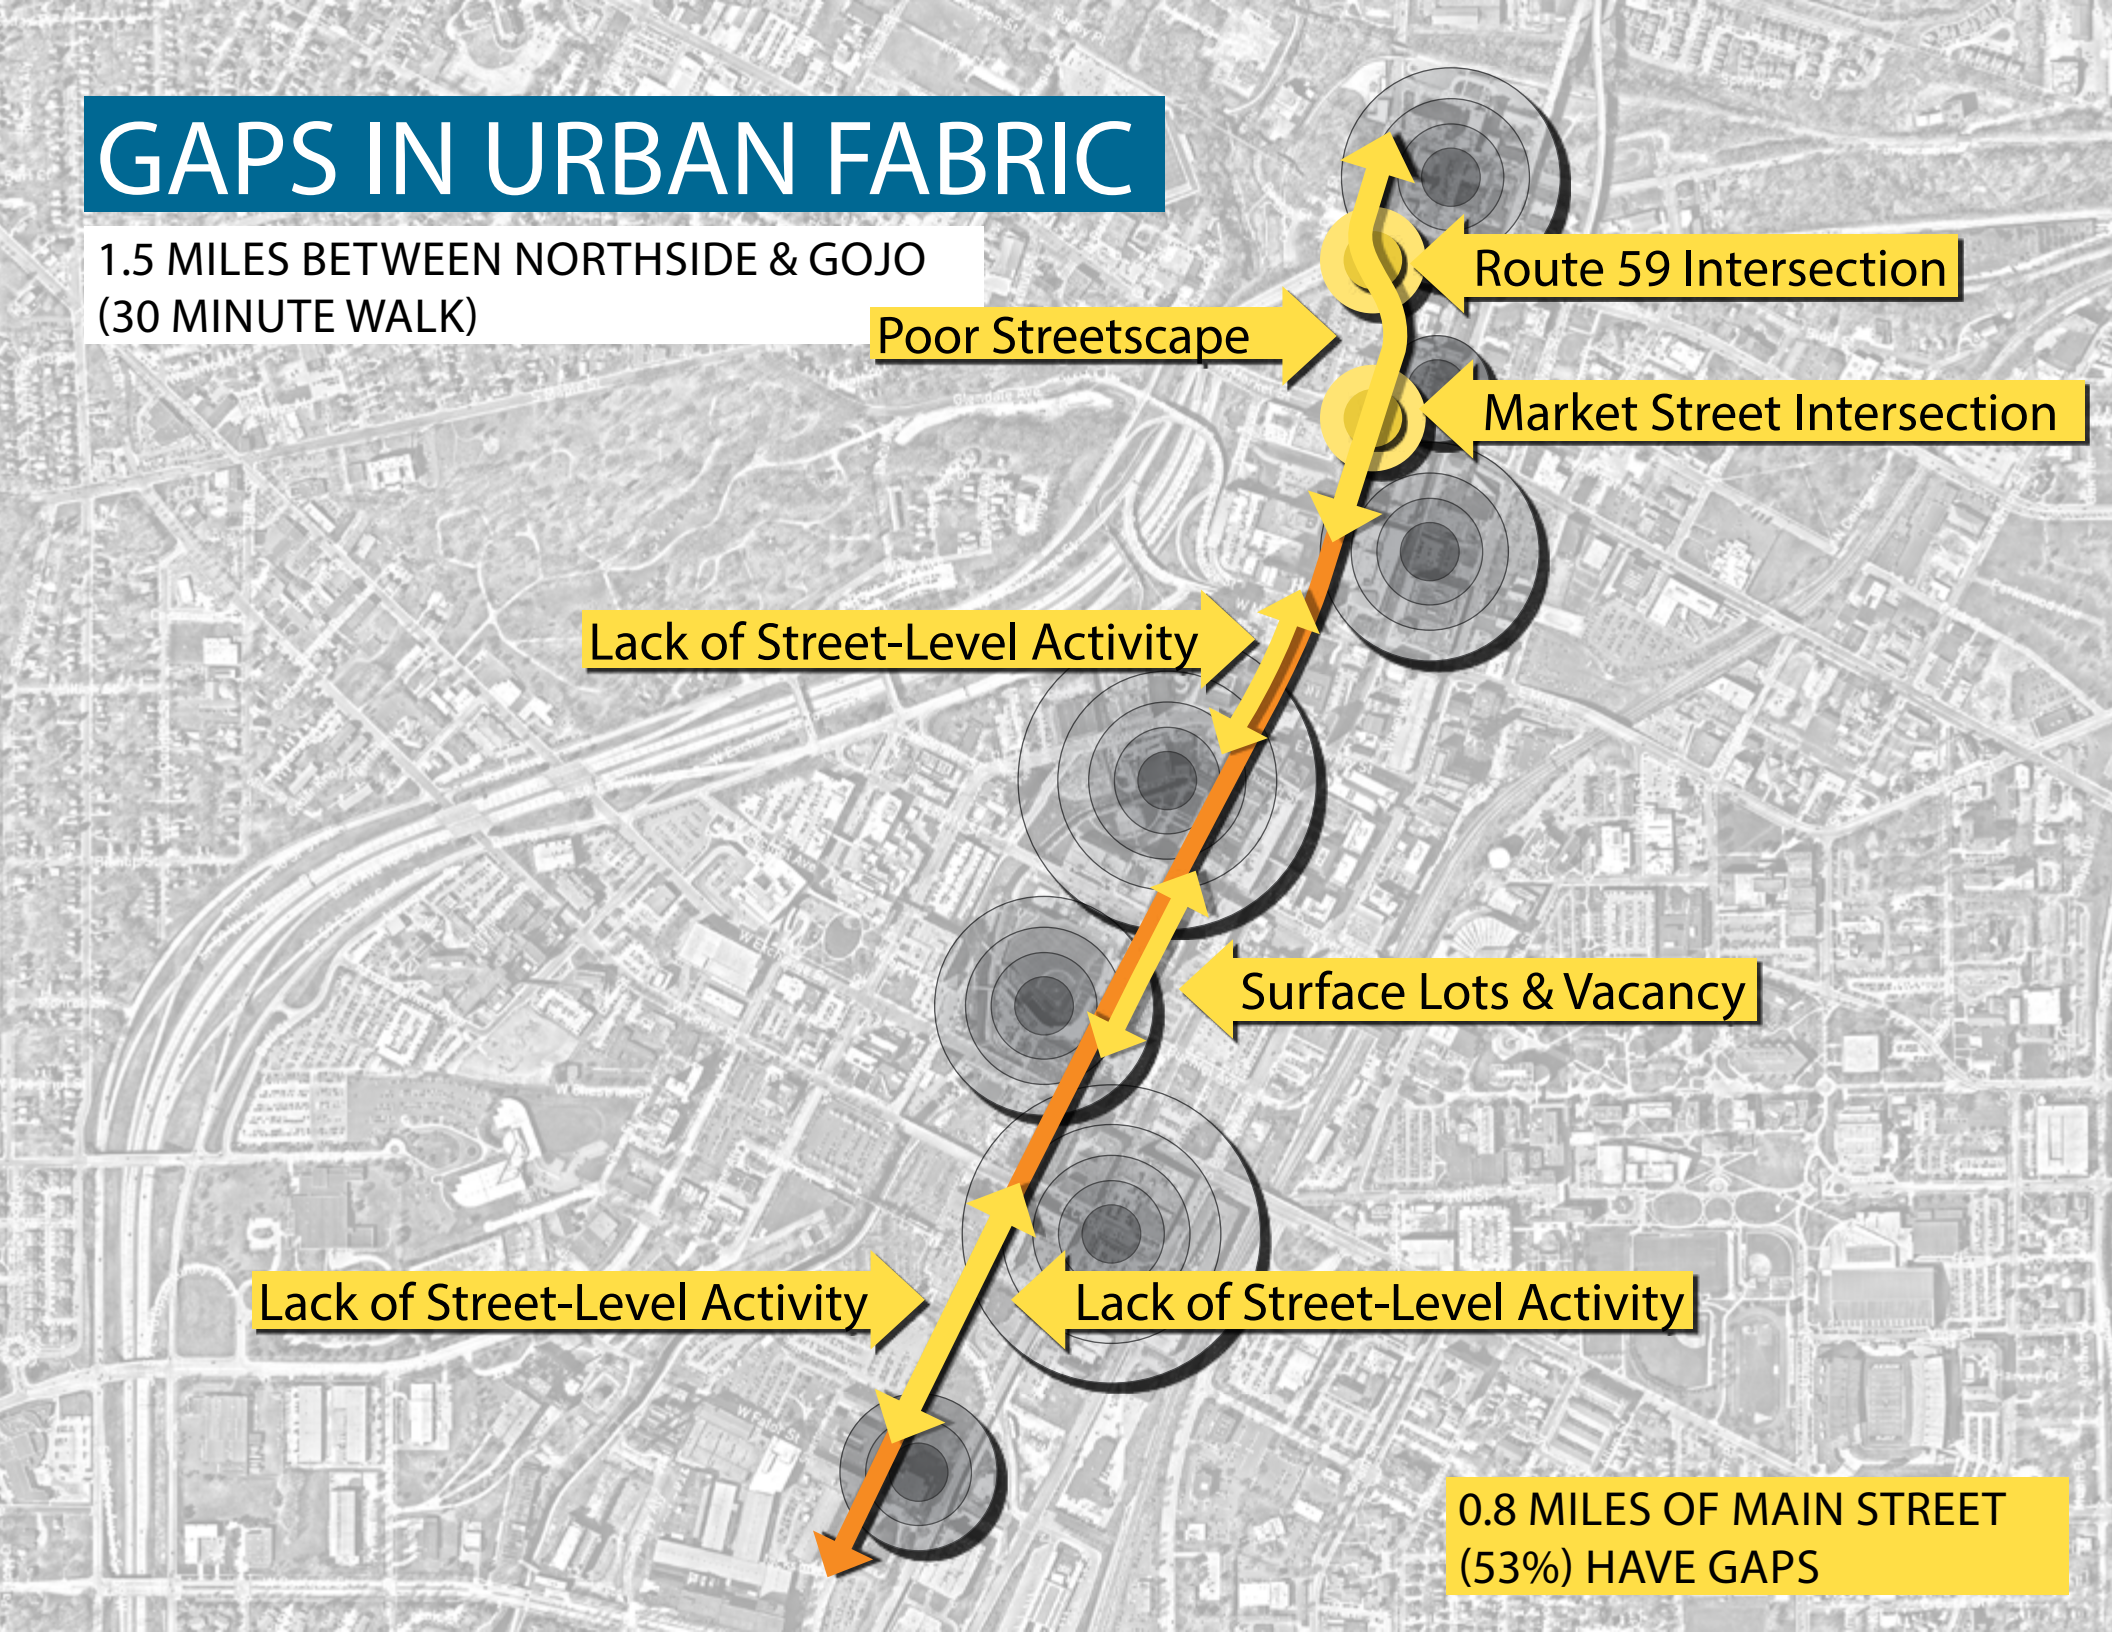 GAPS IN URBAN FABRIC
1.5 MILES BETWEEN NORTHSIDE & GOJO
(30 MINUTE WALK)
Route 59 Intersection
Poor Streetscape
Market Street Intersection
Lack of Street-Level Activity
Surface Lots & Vacancy
Lack of Street-Level Activity
Lack of Street-Level Activity
0.8 MILES OF MAIN STREET
(53%) HAVE GAPS